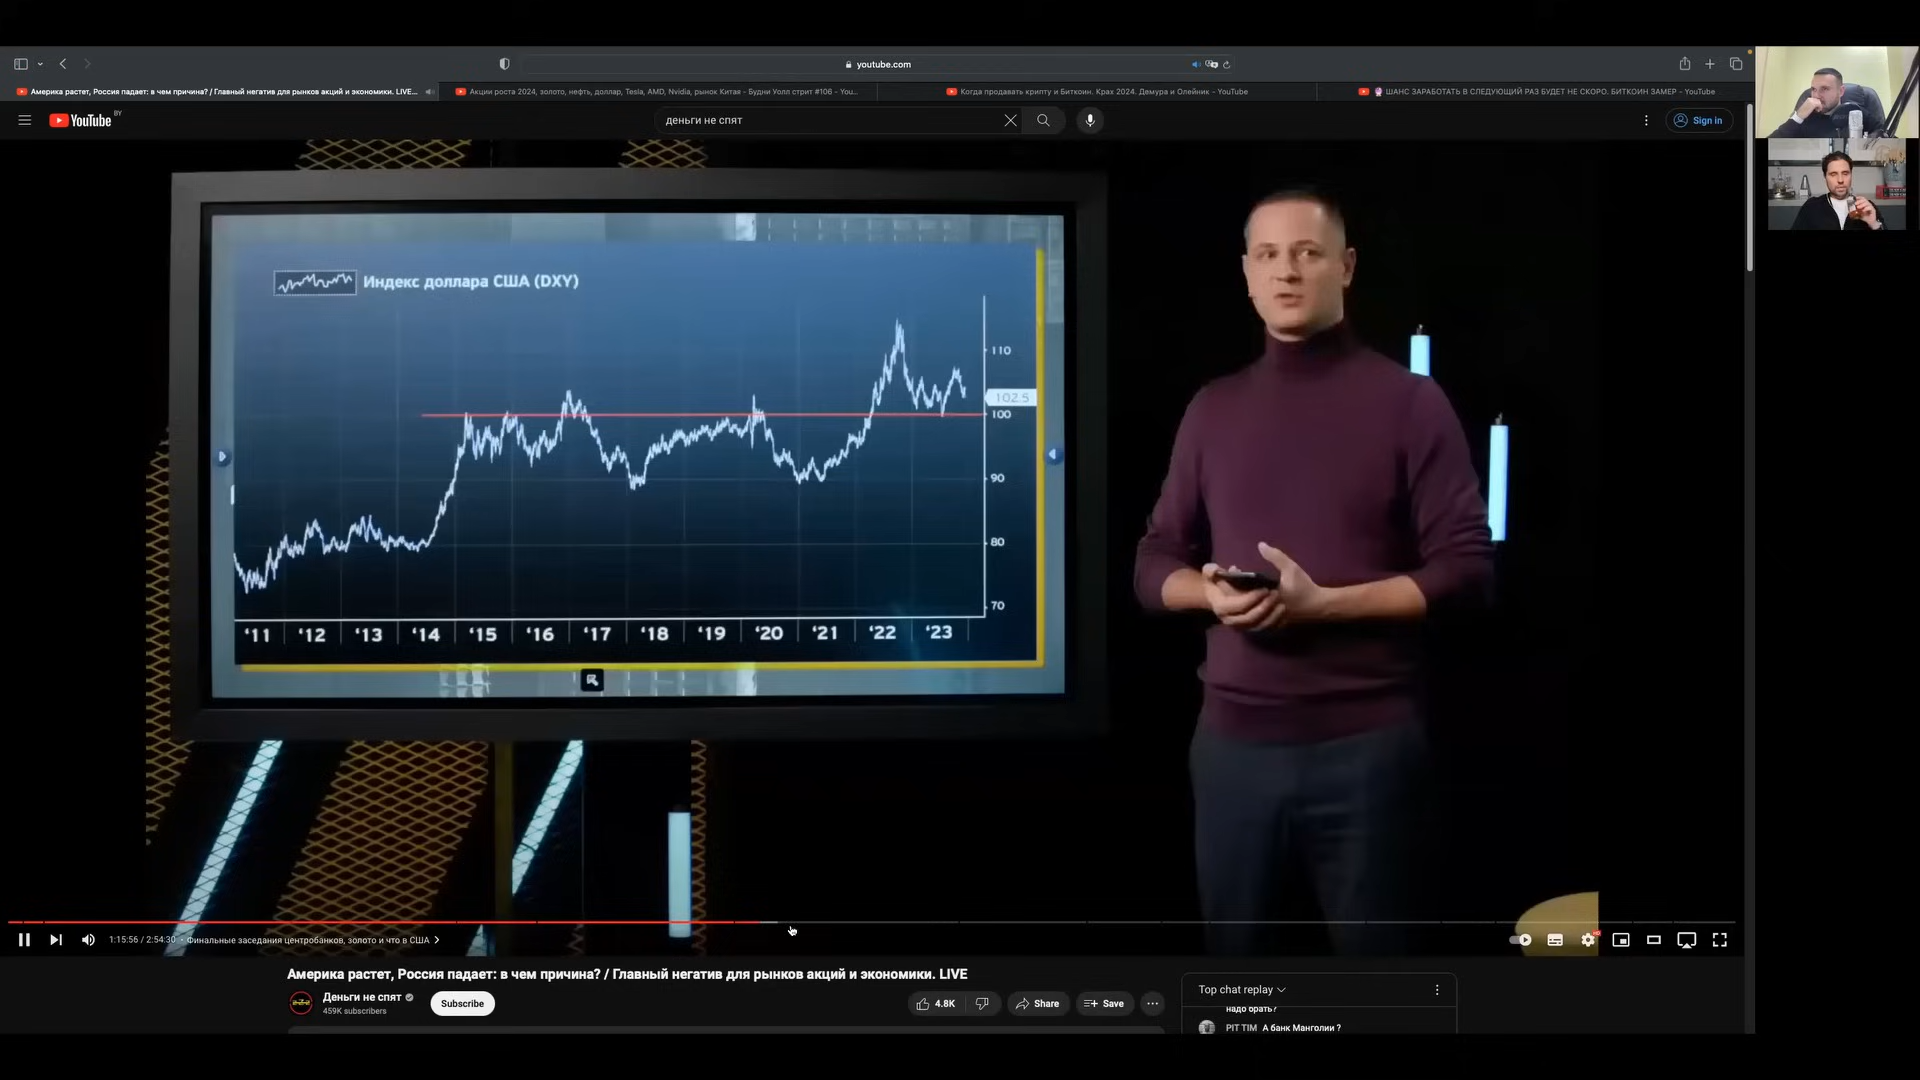 youtube.com
Америка растет, Россия падает: в чем причина? / Главный негатив для рынков акций и экономики. LIVE...
Акции роста 2024, золото, нефть, доллар, Tesla, AMD, Nvidia, рынок Китая - Будни Уолл стрит #106 - You...
Когда продавать крипту и Биткоин. Крах 2024. Демура и Олейник - YouTube
ШАНС ЗАРАБОТАТЬ В СЛЕДУЮЩИЙ РАЗ БУДЕТ НЕ СКОРО. БИТКОИН ЗАМЕР - YouTube
YouTube BY
деньги не спят
Sign in
Индекс доллара США (DXY)
110
102.5
100
90
80
70
'11 '12 '13 '14 '15 '16 '17 '18 '19 '20 '21 '22 '23
1:15:56 / 2:54:30 • Финальные заседания центробанков, золото и что в США
HD
Америка растет, Россия падает: в чем причина? / Главный негатив для рынков акций и экономики. LIVE
Деньги не спят
459K subscribers
Subscribe
4.8K
Share
Save
Top chat replay
надо орать?
PIT TIM А банк Манголии ?